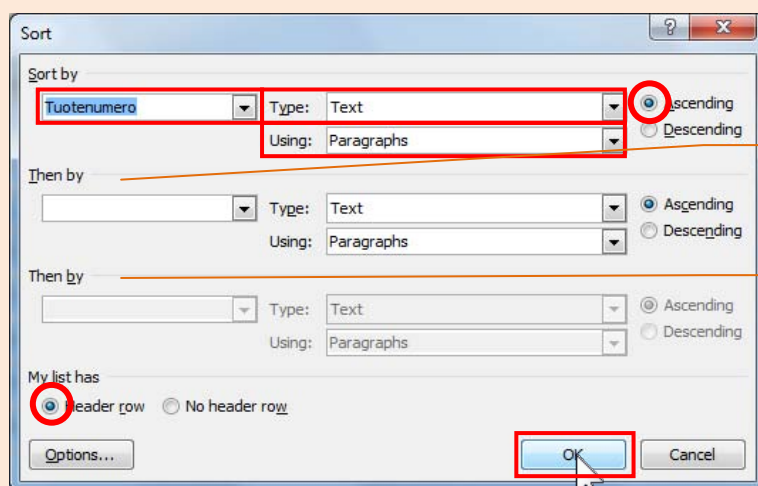 Sort
Sort by
Tuotenumero Type: Text Ascending
Using: Paragraphs Descending
Then by
Type: Text Ascending
Using: Paragraphs Descending
Then by
Type: Text Ascending
Using: Paragraphs Descending
My list has
Header row No header row
Options... OK Cancel